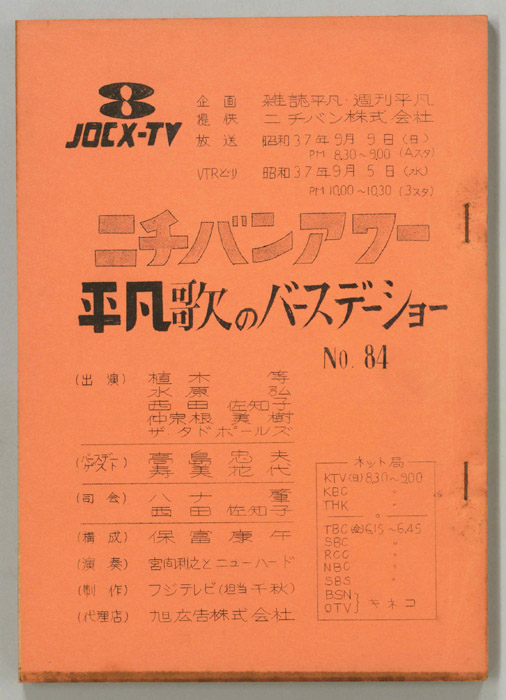 8
JOCX-TV
企画 雑誌平凡・週刊平凡
提供 ニチバン株式会社
放送 昭和37年9月9日(日)
PM 8.30~9.00 (Aスタ)
VTRどり 昭和37年9月5日(水)
PM 10.00~10.30 (3スタ)
ニチバンアワー
平凡歌のバースデーショー
No. 84
(出演) 植木 等
水原 弘
西田 佐知子
仲宗根 美樹
ザ・タドポールズ
(バースデーゲスト) 高島 忠夫
寿美 花代
(司会) ハナ 肇
西田 佐知子
(構成) 保富 康午
(演奏) 宮間利之とニューハード
(制作) フジテレビ(担当千秋)
(代理店) 旭広告株式会社
ネット局
KTV(日)8.30~9.00
KBC 〃
THK 〃
TBC 6.15~6.45
SBC 〃
RCC 〃
NBC 〃
SBS 〃
BSN
OTV } キネコ